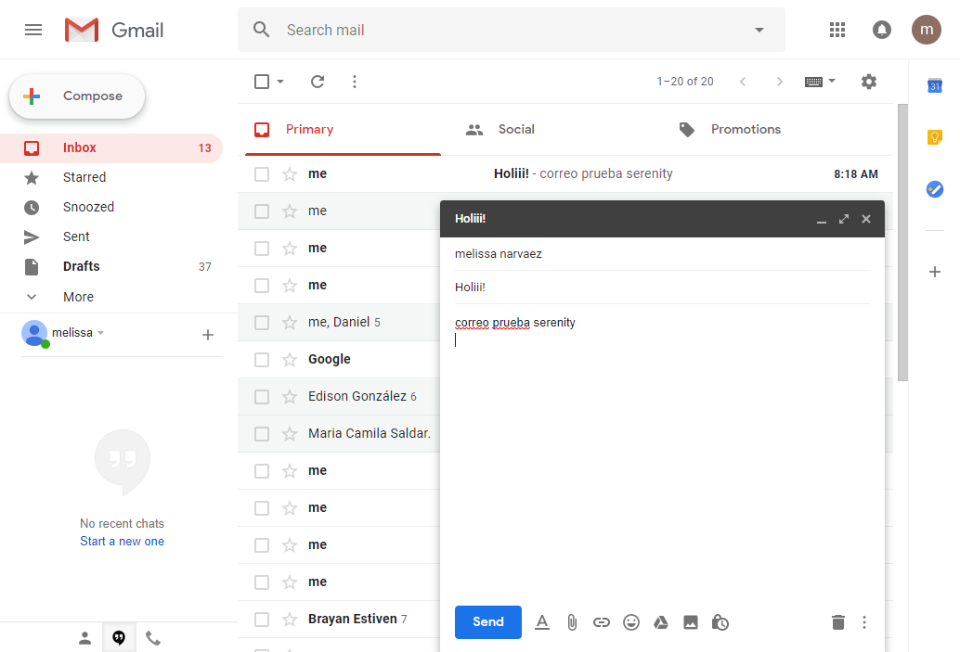 Gmail
Search mail
m
Compose
1–20 of 20
31
Primary
Social
Promotions
Inbox 13
Starred
Snoozed
Sent
Drafts 37
More
melissa
No recent chats
Start a new one
me Holiii! - correo prueba serenity 8:18 AM
me
me
me
me, Daniel 5
Google
Edison González 6
Maria Camila Saldar.
me
me
me
me
Brayan Estiven 7
Holiii!
melissa narvaez
Holiii!
correo prueba serenity
Send
A